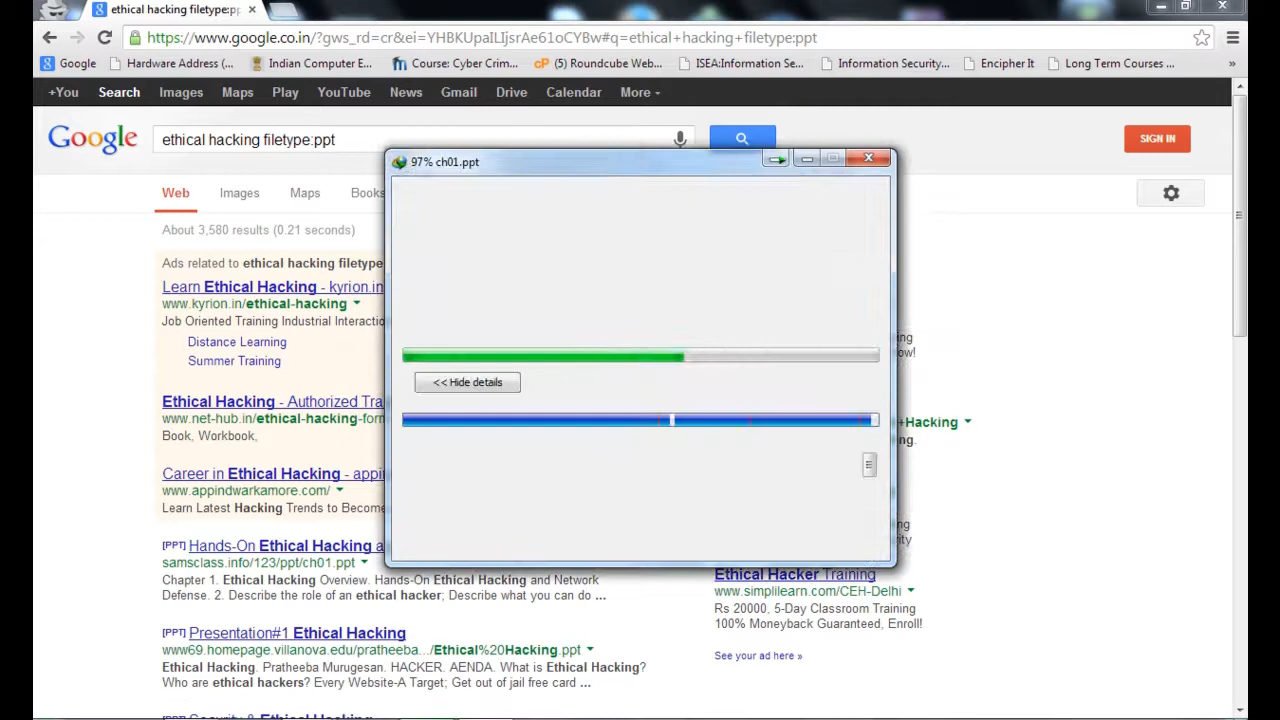 ethical hacking filetype:pp
https://www.google.co.in/?gws_rd=cr&ei=YHBKUpaILIjsrAe61oCYBw#q=ethical+hacking+filetype:ppt
Google
Hardware Address (...
Indian Computer E...
Course: Cyber Crim...
(5) Roundcube Web...
ISEA:Information Se...
Information Security...
Encipher It
Long Term Courses ...
»
+You Search Images Maps Play YouTube News Gmail Drive Calendar More
Google
ethical hacking filetype:ppt
SIGN IN
97% ch01.ppt
Web Images Maps Books
About 3,580 results (0.21 seconds)
Ads related to ethical hacking filetype
Learn Ethical Hacking - kyrion.in
www.kyrion.in/ethical-hacking
Job Oriented Training Industrial Interactio
Distance Learning
Summer Training
<< Hide details
Ethical Hacking - Authorized Tra
www.net-hub.in/ethical-hacking-form
Book, Workbook,
Career in Ethical Hacking - appi
www.appindwarkamore.com/
Learn Latest Hacking Trends to Become
[PPT] Hands-On Ethical Hacking a
samsclass.info/123/ppt/ch01.ppt
Chapter 1. Ethical Hacking Overview. Hands-On Ethical Hacking and Network
Defense. 2. Describe the role of an ethical hacker; Describe what you can do ...
[PPT] Presentation#1 Ethical Hacking
www69.homepage.villanova.edu/pratheeba.../Ethical%20Hacking.ppt
Ethical Hacking. Pratheeba Murugesan. HACKER. AENDA. What is Ethical Hacking?
Who are ethical hackers? Every Website-A Target; Get out of jail free card ...
[PPT] Security & Ethical Hacking
ing
ow!
+Hacking
ng.
ng
ity
Ethical Hacker Training
www.simplilearn.com/CEH-Delhi
Rs 20000, 5-Day Classroom Training
100% Moneyback Guaranteed, Enroll!
See your ad here »